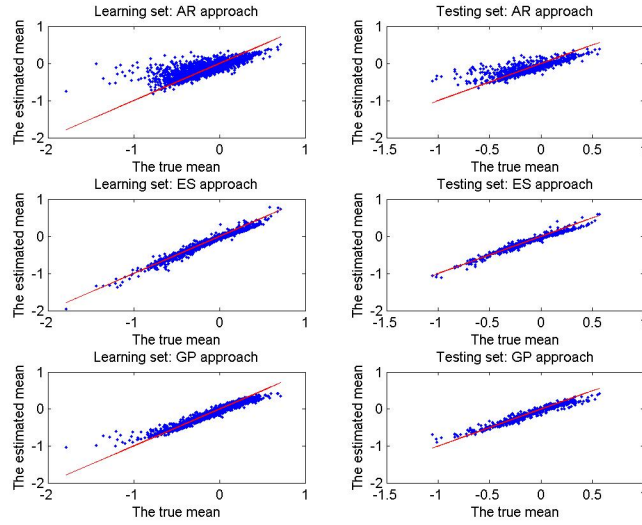 Learning set: AR approach
1
0
-1
-2
-2 -1 0 1
The estimated mean
The true mean
Testing set: AR approach
1
0
-1
-2
-1.5 -1 -0.5 0 0.5 1
The estimated mean
The true mean
Learning set: ES approach
1
0
-1
-2
-2 -1 0 1
The estimated mean
The true mean
Testing set: ES approach
1
0
-1
-2
-1.5 -1 -0.5 0 0.5 1
The estimated mean
The true mean
Learning set: GP approach
1
0
-1
-2
-2 -1 0 1
The estimated mean
The true mean
Testing set: GP approach
1
0
-1
-2
-1.5 -1 -0.5 0 0.5 1
The estimated mean
The true mean